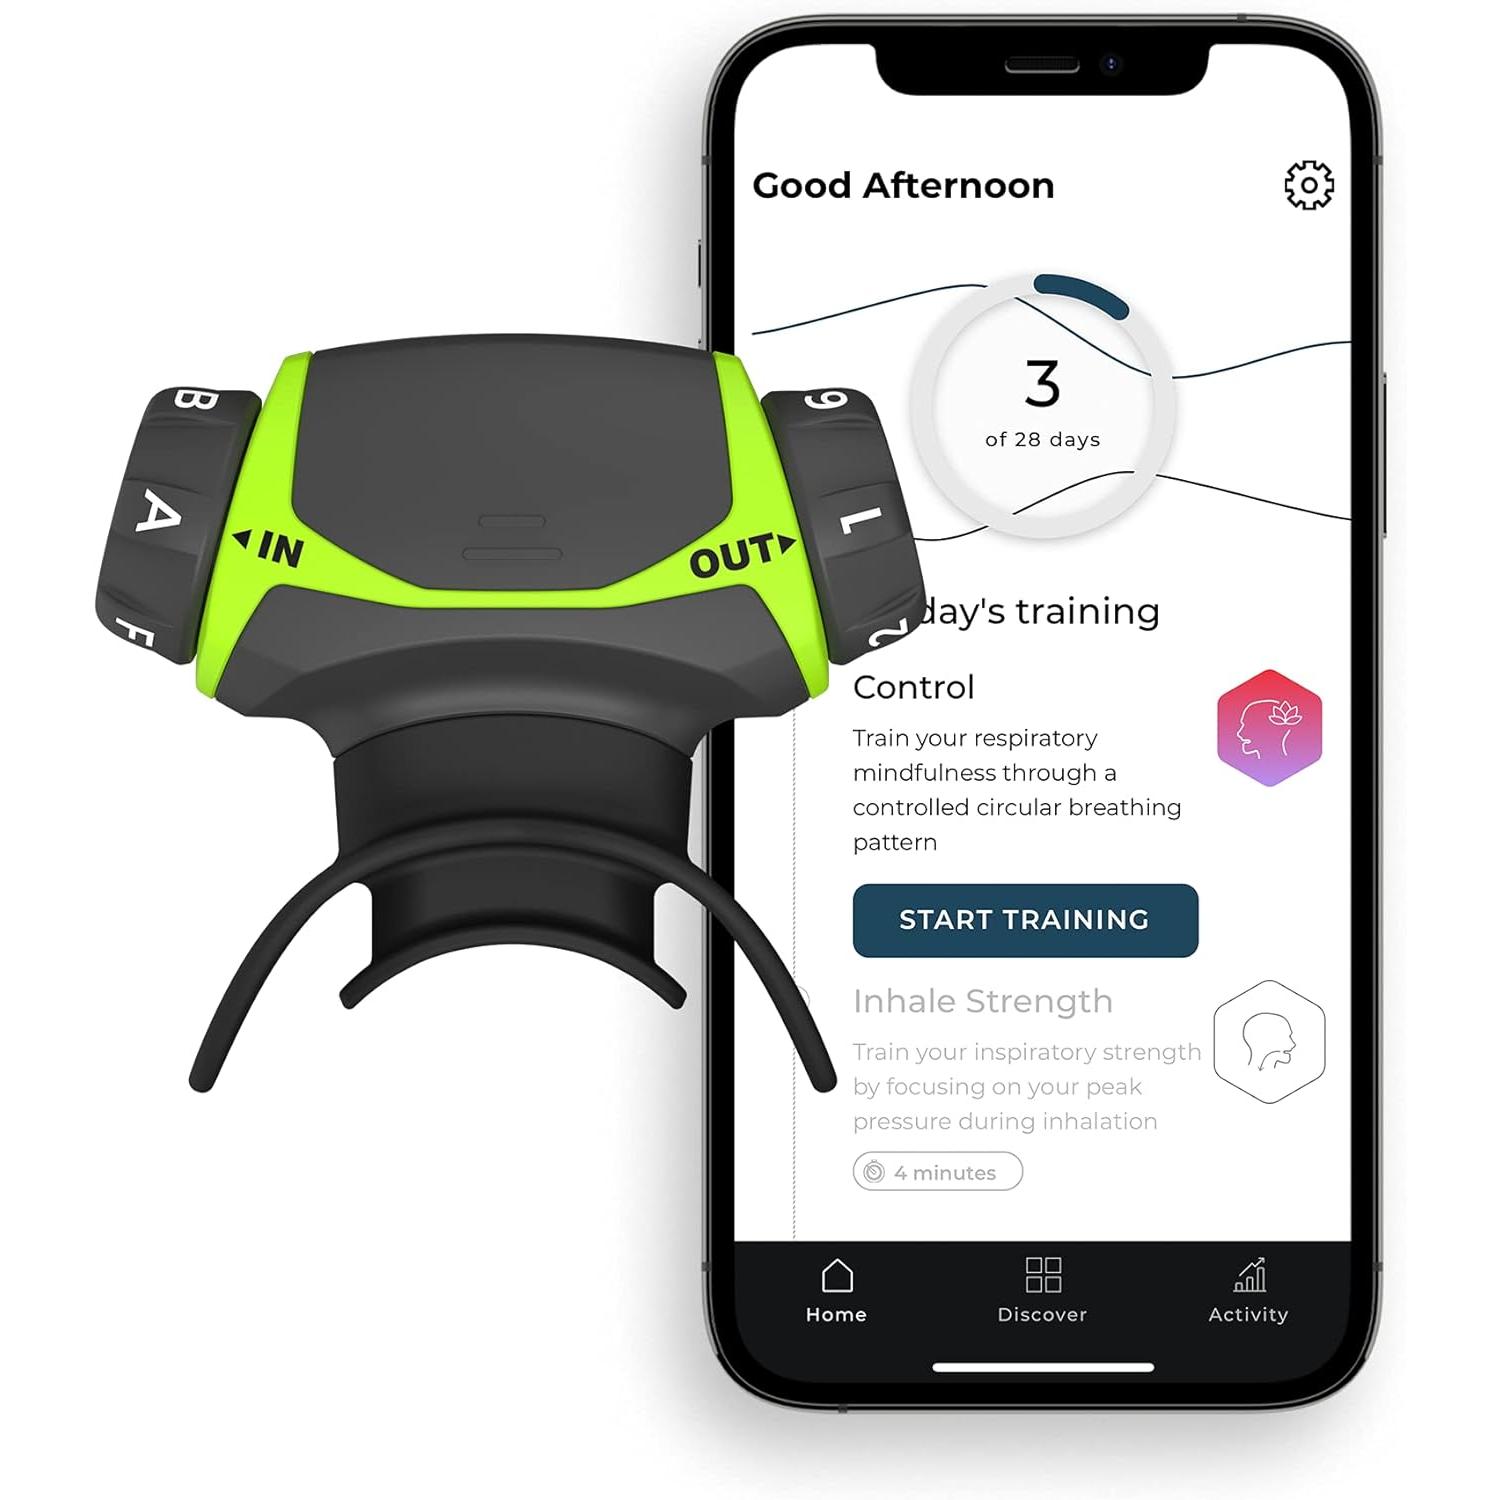 Good Afternoon
3
of 28 days
B
A
F
IN
OUT
9
L
2
day's training
Control
Train your respiratory
mindfulness through a
controlled circular breathing
pattern
START TRAINING
Inhale Strength
Train your inspiratory strength
by focusing on your peak
pressure during inhalation
4 minutes
Home
Discover
Activity